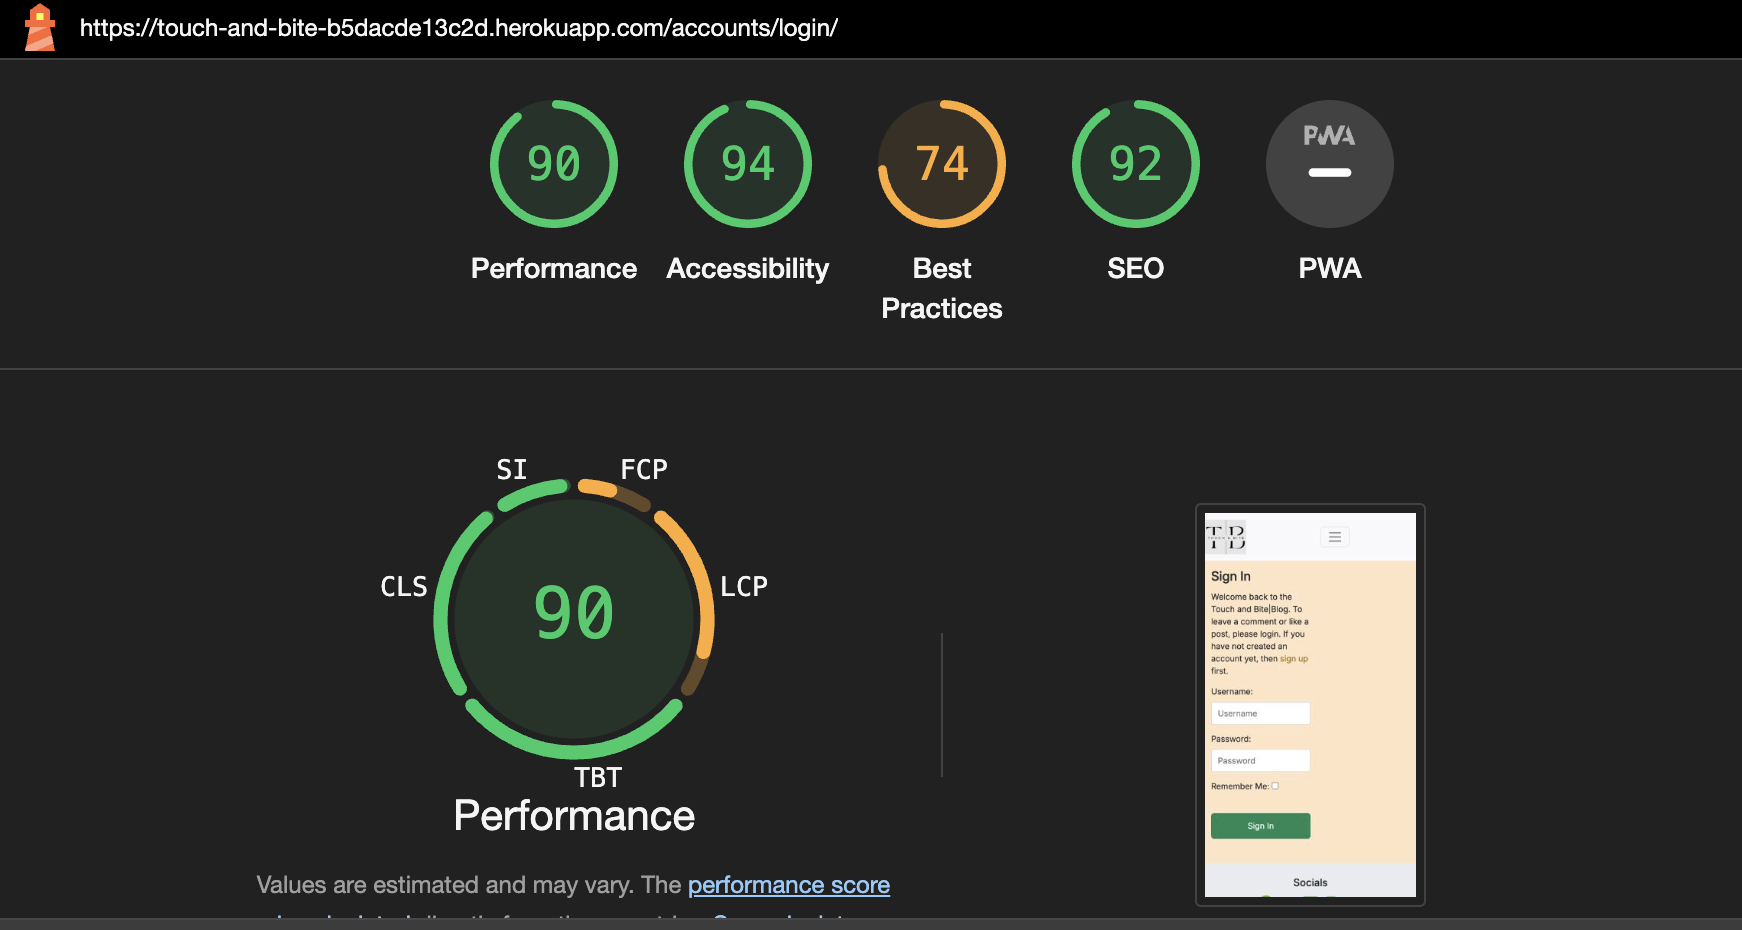 https://touch-and-bite-b5dacde13c2d.herokuapp.com/accounts/login/
90
94
74
92
PWA
Performance
Accessibility
Best
Practices
SEO
PWA
SI
FCP
CLS
LCP
90
TBT
Performance
Values are estimated and may vary. The performance score
TB
Sign In
Welcome back to the
Touch and Bite|Blog. To
leave a comment or like a
post, please login. If you
have not created an
account yet, then sign up
first.
Username:
Username
Password:
Password
Remember Me:
Sign In
Socials